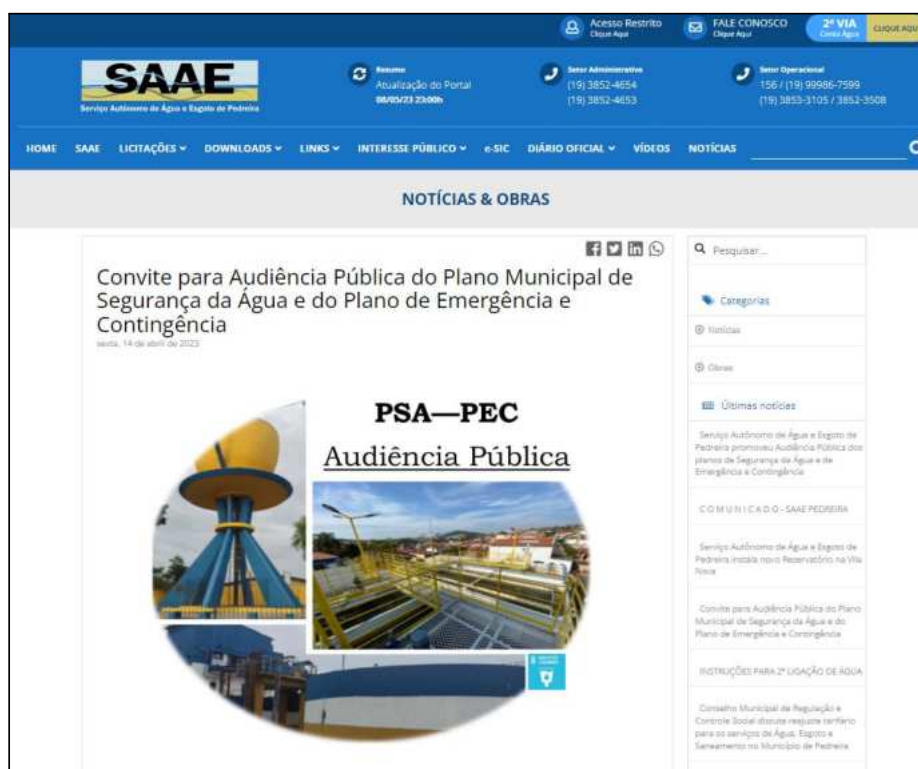 Acesso Restrito
Clique Aqui
FALE CONOSCO
Clique Aqui
2ª VIA
Conta Água
CLIQUE AQU
SAAE
Serviço Autônomo de Água e Esgoto de Pedreira
Resumo
Atualização do Portal
08/05/23 23:00h
Setor Administrativo
(19) 3852-4654
(19) 3852-4653
Setor Operacional
156 / (19) 99986-7599
(19) 3853-3105 / 3852-3508
HOME SAAE LICITAÇÕES DOWNLOADS LINKS INTERESSE PÚBLICO e-SIC DIÁRIO OFICIAL VÍDEOS NOTÍCIAS
NOTÍCIAS & OBRAS
Convite para Audiência Pública do Plano Municipal de
Segurança da Água e do Plano de Emergência e
Contingência
sexta, 14 de abril de 2023
PSA—PEC
Audiência Pública
Pesquisar...
Categorias
Notícias
Obras
Últimas notícias
Serviço Autônomo de Água e Esgoto de
Pedreira promoveu Audiência Pública dos
planos de Segurança da Água e de
Emergência e Contingência
C O M U N I C A D O - SAAE PEDREIRA
Serviço Autônomo de Água e Esgoto de
Pedreira instala novo Reservatório na Vila
Nova
Convite para Audiência Pública do Plano
Municipal de Segurança da Água e do
Plano de Emergência e Contingência
INSTRUÇÕES PARA 2ª LIGAÇÃO DE ÁGUA
Conselho Municipal de Regulação e
Controle Social discute reajuste tarifário
para os serviços de Água, Esgoto e
Saneamento no Município de Pedreira